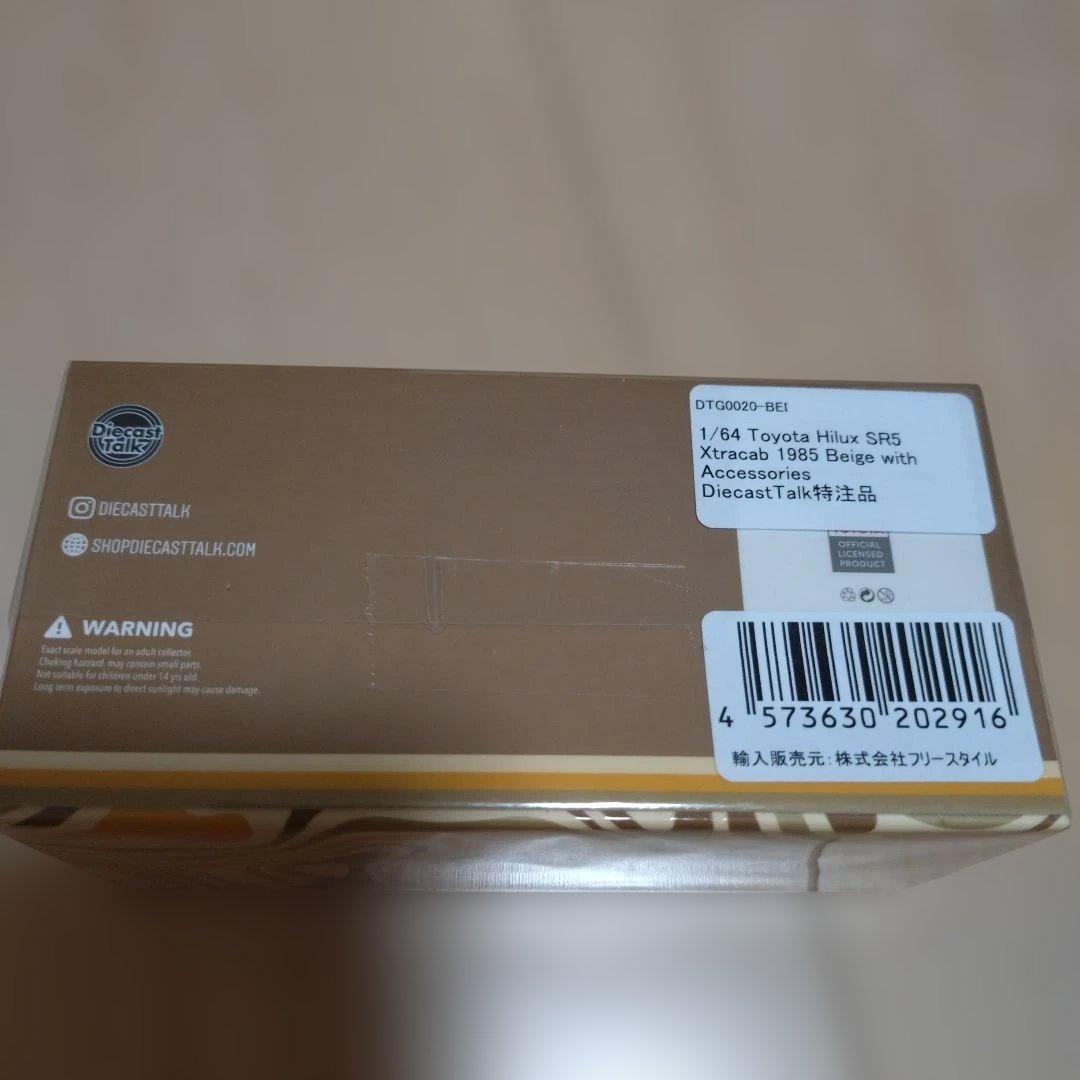 Diecast
Talk
DIECASTTALK
SHOPDIECASTTALK.COM
WARNING
Exact scale model for an adult collector.
Choking hazzard, may contain small parts.
Not suitable for children under 14 yrs old.
Long term exposure to direct sunlight may cause damage.
DTG0020-BEI
1/64 Toyota Hilux SR5
Xtracab 1985 Beige with
Accessories
DiecastTalk特注品
OFFICIAL
LICENSED
PRODUCT
4 573630 202916
輸入販売元:株式会社フリースタイル